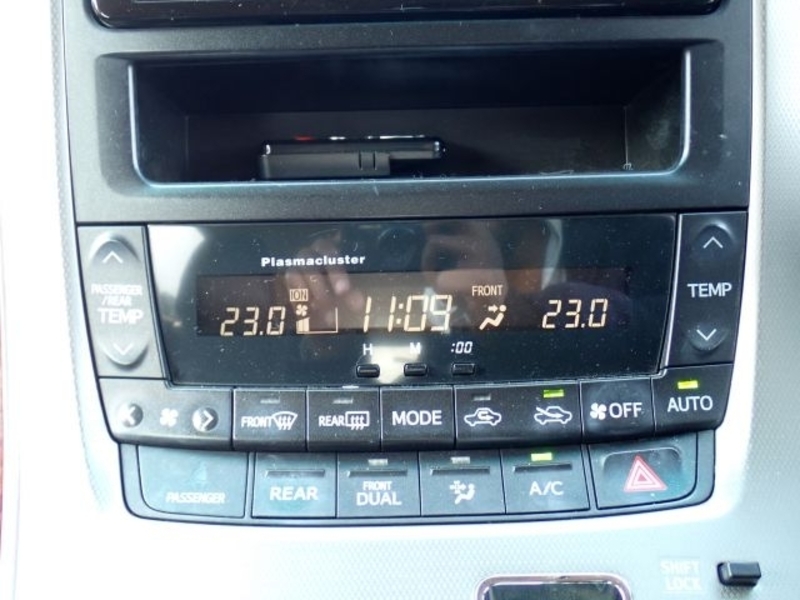 Plasmacluster
PASSENGER
/REAR
TEMP
ION
23.0
11:09
FRONT
23.0
TEMP
H M :00
FRONT
REAR
MODE
OFF
AUTO
PASSENGER
REAR
FRONT
DUAL
A/C
SHIFT
LOCK